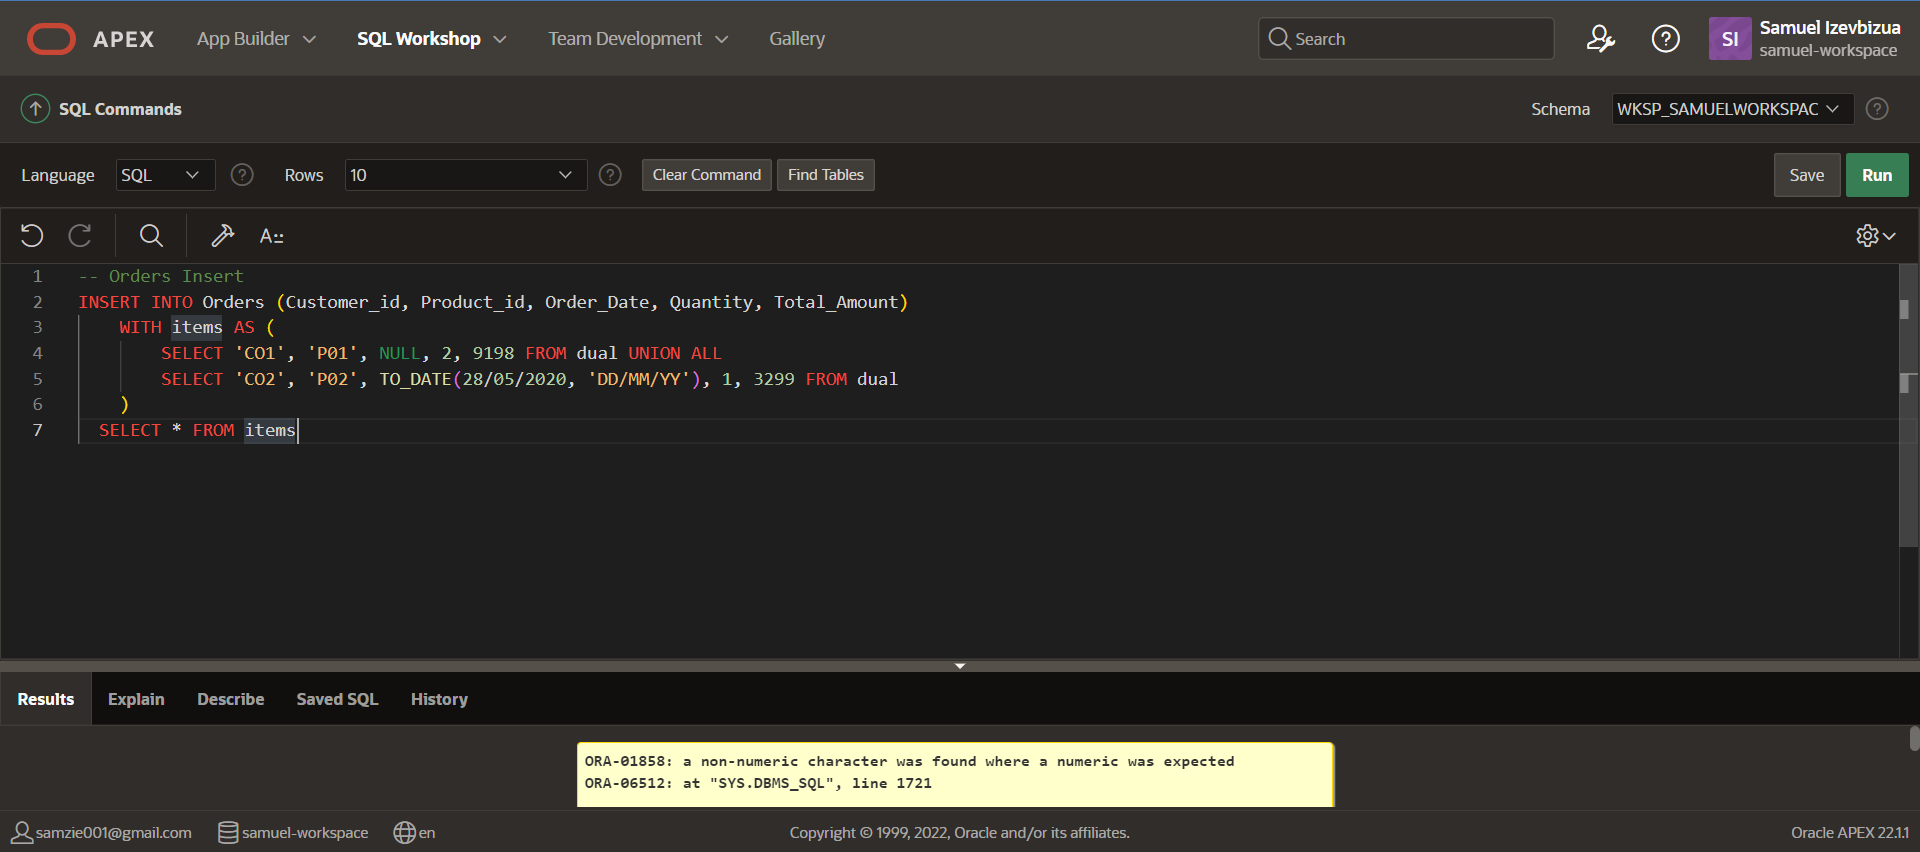 APEX App Builder SQL Workshop Team Development Gallery Search SI Samuel Izevbizua
samuel-workspace
SQL Commands Schema WKSP_SAMUELWORKSPAC
Language SQL Rows 10 Clear Command Find Tables Save Run
A::
1 -- Orders Insert
2 INSERT INTO Orders (Customer_id, Product_id, Order_Date, Quantity, Total_Amount)
3 WITH items AS (
4 SELECT 'CO1', 'P01', NULL, 2, 9198 FROM dual UNION ALL
5 SELECT 'CO2', 'P02', TO_DATE(28/05/2020, 'DD/MM/YY'), 1, 3299 FROM dual
6 )
7 SELECT * FROM items
Results Explain Describe Saved SQL History
ORA-01858: a non-numeric character was found where a numeric was expected
ORA-06512: at "SYS.DBMS_SQL", line 1721
samzie001@gmail.com samuel-workspace en Copyright © 1999, 2022, Oracle and/or its affiliates. Oracle APEX 22.1.1